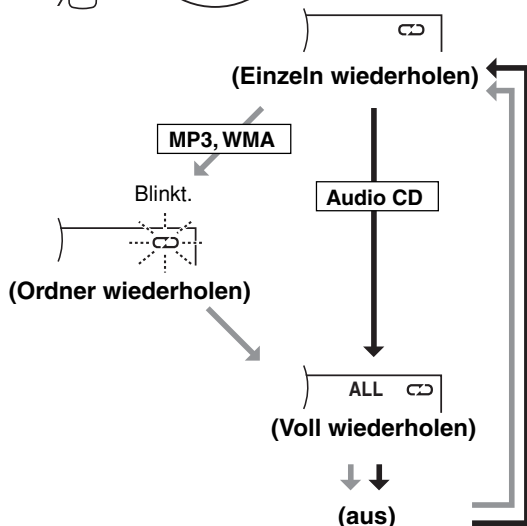 (Einzeln wiederholen)
MP3, WMA
Audio CD
Blinkt.
(Ordner wiederholen)
ALL
(Voll wiederholen)
(aus)